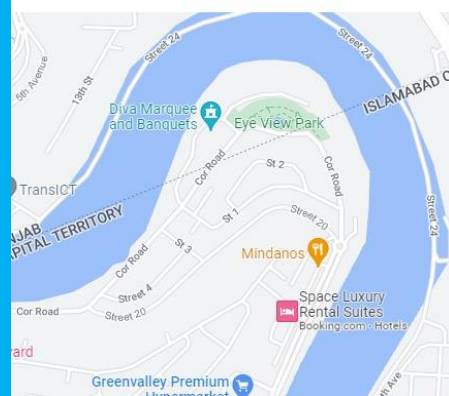 Street 24
Street 24
5th Avenue
13th St
ISLAMABAD C
Diva Marquee
and Banquets
Eye View Park
St 2
Cor Road
Cor Road
TransICT
St 1
Street 20
Street 24
NJAB
APITAL TERRITORY
St 3
Mindanos
Cor Road
Street 4
Space Luxury
Rental Suites
Booking.com · Hotels
Cor Road
Street 20
ard
Greenvalley Premium
Hypermarket
th Ave